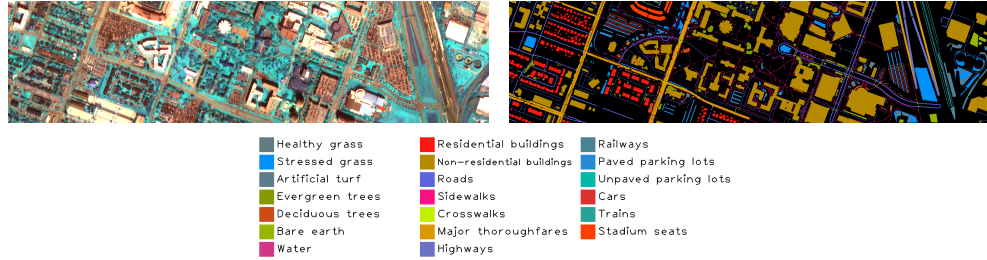 Healthy grass
Stressed grass
Artificial turf
Evergreen trees
Deciduous trees
Bare earth
Water
Residential buildings
Non-residential buildings
Roads
Sidewalks
Crosswalks
Major thoroughfares
Highways
Railways
Paved parking lots
Unpaved parking lots
Cars
Trains
Stadium seats